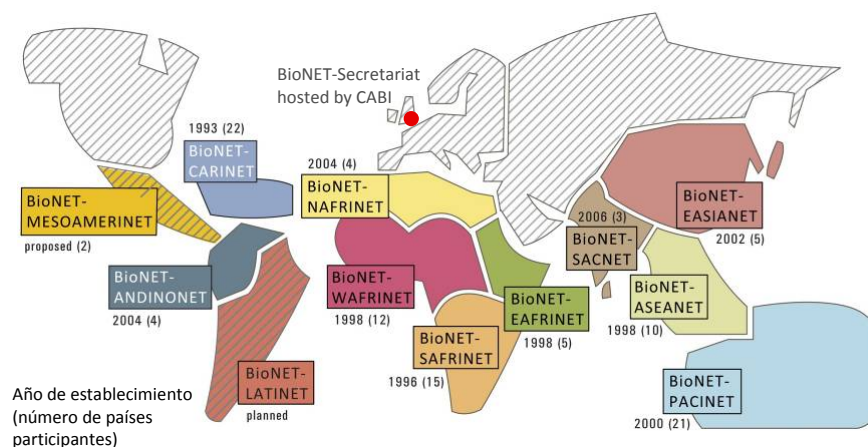 BioNET-Secretariat
hosted by CABI
1993 (22)
BioNET-
CARINET
2004 (4)
BioNET-
NAFRINET
BioNET-
MESOAMERINET
proposed (2)
BioNET-
EASIANET
2002 (5)
2006 (3)
BioNET-
SACNET
BioNET-
ANDINONET
2004 (4)
BioNET-
WAFRINET
1998 (12)
BioNET-
EAFRINET
1998 (5)
BioNET-
ASEANET
1998 (10)
BioNET-
SAFRINET
1996 (15)
BioNET-
LATINET
planned
BioNET-
PACINET
2000 (21)
Año de establecimiento
(número de países
participantes)